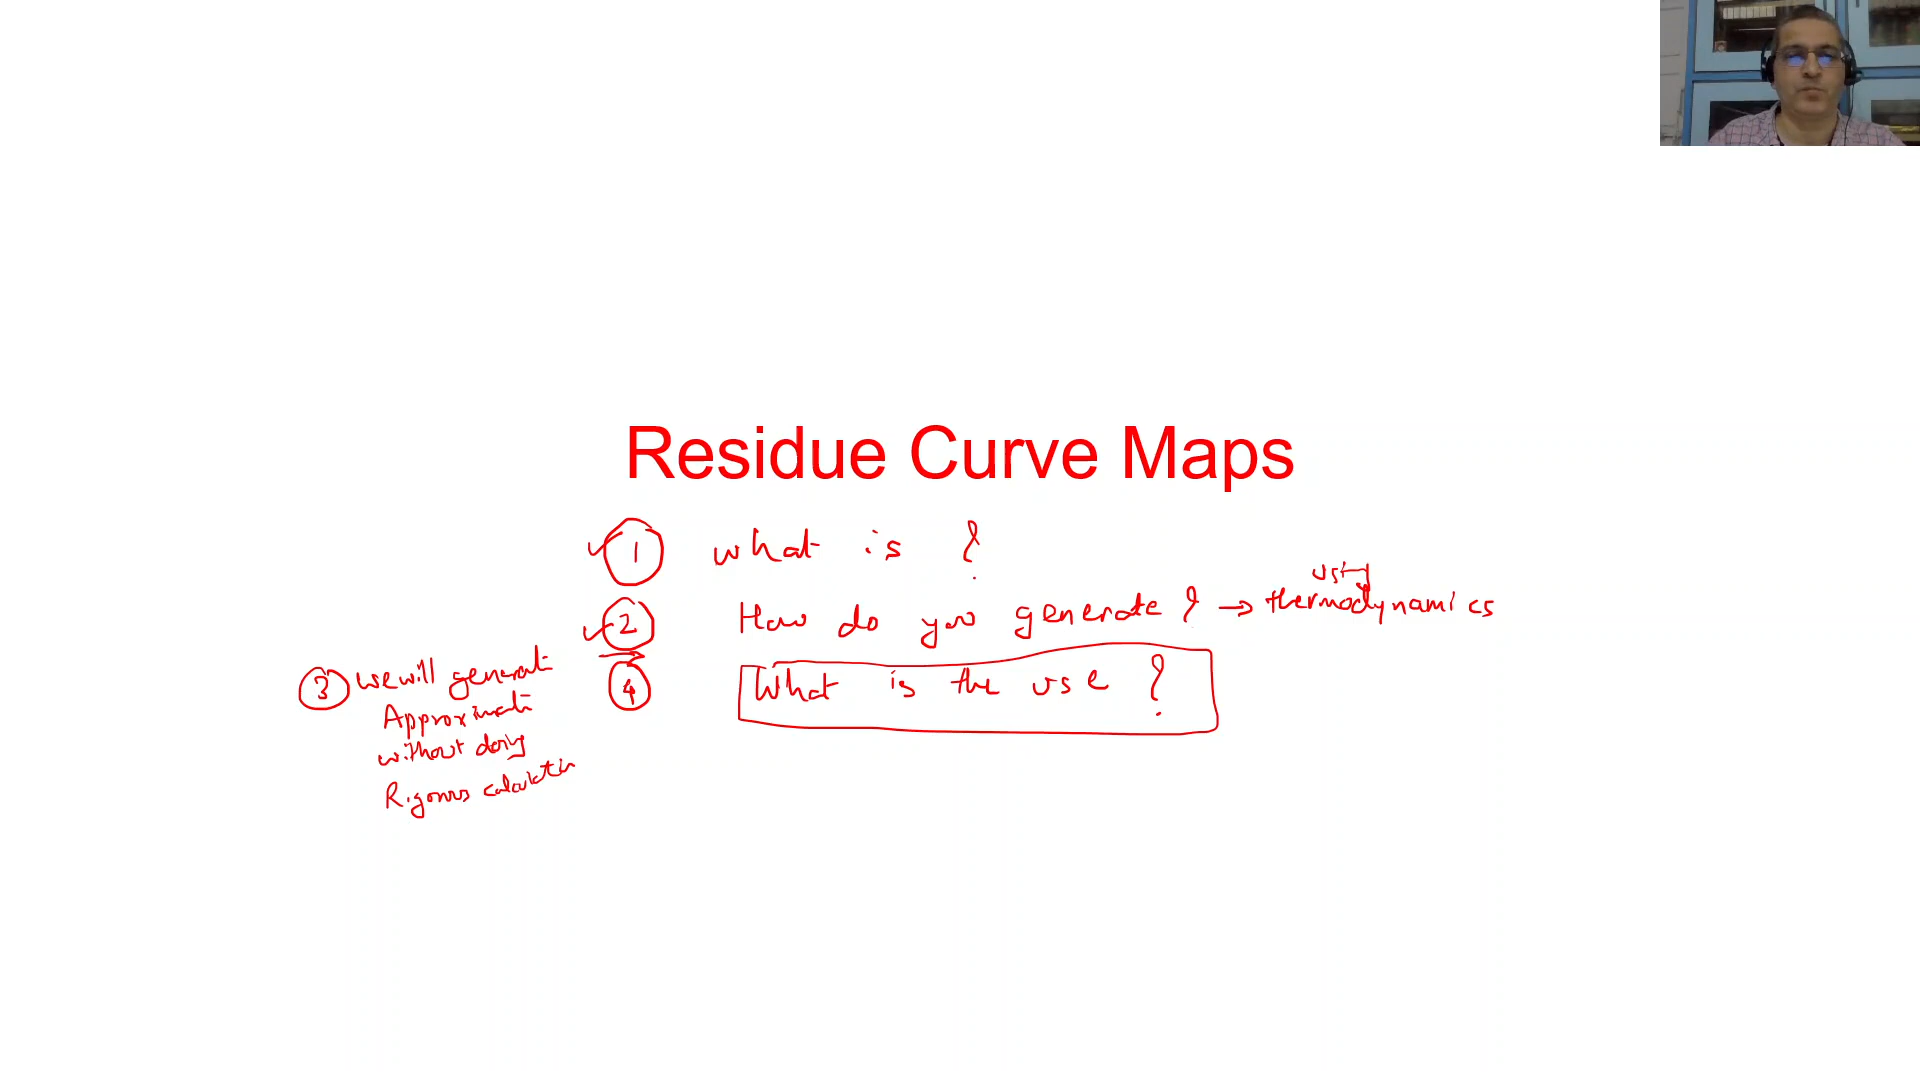 Residue Curve Maps
1 What is ?
2 How do you generate ? → using thermodynamics
3 we will generate
Approximate
without doing
Rigorous calculation
4 What is the use ?